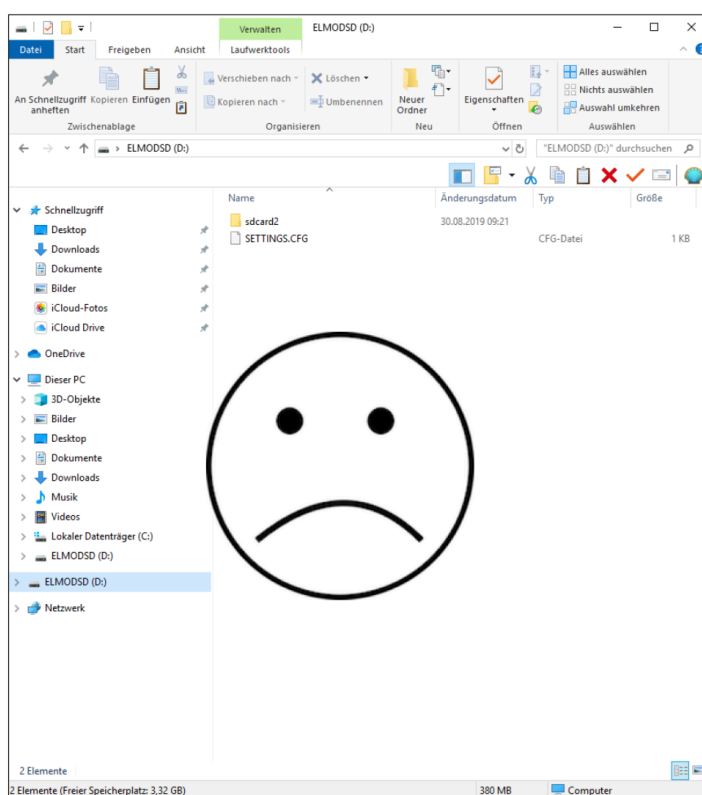 Verwalten ELMODSD (D:)
Datei Start Freigeben Ansicht Laufwerktools
An Schnellzugriff anheften
Kopieren
Einfügen
Verschieben nach
Kopieren nach
Löschen
Umbenennen
Neuer Ordner
Eigenschaften
Alles auswählen
Nichts auswählen
Auswahl umkehren
Zwischenablage Organisieren Neu Öffnen Auswählen
ELMODSD (D:) "ELMODSD (D:)" durchsuchen
Name Änderungsdatum Typ Größe
sdcard2 30.08.2019 09:21
SETTINGS.CFG CFG-Datei 1 KB
Schnellzugriff
Desktop
Downloads
Dokumente
Bilder
iCloud-Fotos
iCloud Drive
OneDrive
Dieser PC
3D-Objekte
Bilder
Desktop
Dokumente
Downloads
Musik
Videos
Lokaler Datenträger (C:)
ELMODSD (D:)
ELMODSD (D:)
Netzwerk
2 Elemente
2 Elemente (Freier Speicherplatz: 3,32 GB) 380 MB Computer